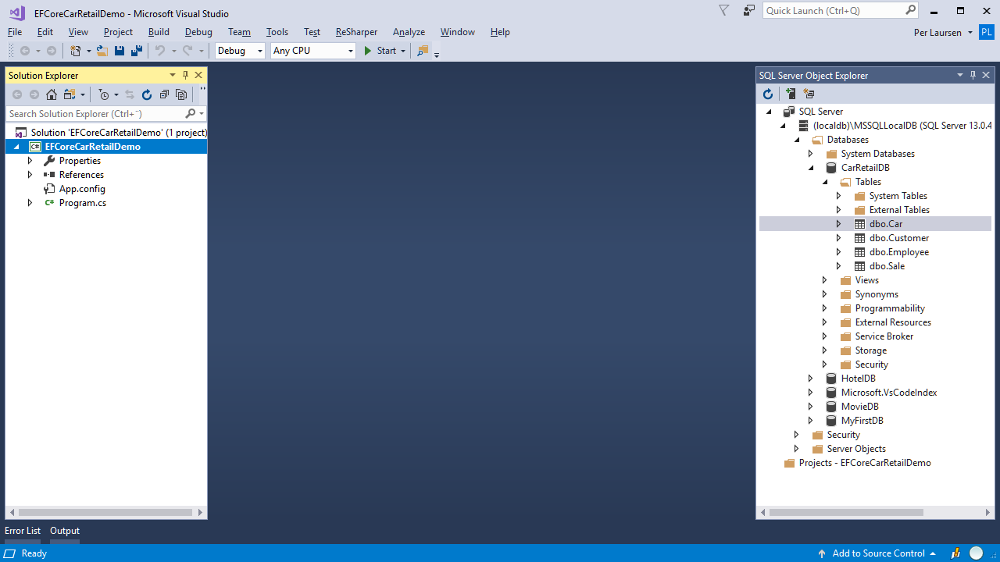 EFCoreCarRetailDemo - Microsoft Visual Studio
Quick Launch (Ctrl+Q)
File Edit View Project Build Debug Team Tools Test ReSharper Analyze Window Help
Per Laursen PL
Debug Any CPU Start
Solution Explorer
Search Solution Explorer (Ctrl+¨)
Solution 'EFCoreCarRetailDemo' (1 project)
C# EFCoreCarRetailDemo
Properties
References
App.config
C# Program.cs
SQL Server Object Explorer
SQL Server
(localdb)\MSSQLLocalDB (SQL Server 13.0.4
Databases
System Databases
CarRetailDB
Tables
System Tables
External Tables
dbo.Car
dbo.Customer
dbo.Employee
dbo.Sale
Views
Synonyms
Programmability
External Resources
Service Broker
Storage
Security
HotelDB
Microsoft.VsCodeIndex
MovieDB
MyFirstDB
Security
Server Objects
Projects - EFCoreCarRetailDemo
Error List Output
Ready
Add to Source Control